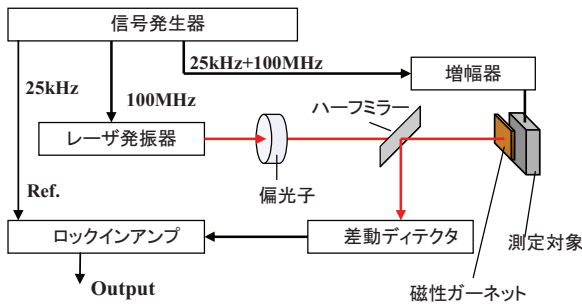 信号発生器
25kHz
100MHz
25kHz+100MHz
増幅器
レーザ発振器
ハーフミラー
偏光子
Ref.
ロックインアンプ
差動ディテクタ
測定対象
磁性ガーネット
Output